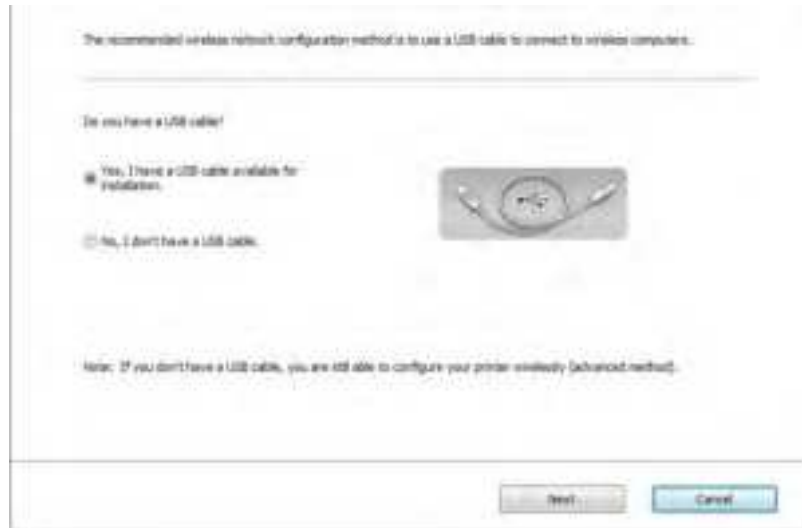 The recommended wireless network configuration method is to use a USB cable to connect to wireless computers.
Do you have a USB cable?
Yes, I have a USB cable available for
installation.
No, I don't have a USB cable.
Note: If you don't have a USB cable, you are still able to configure your printer wirelessly (advanced method).
Next
Cancel